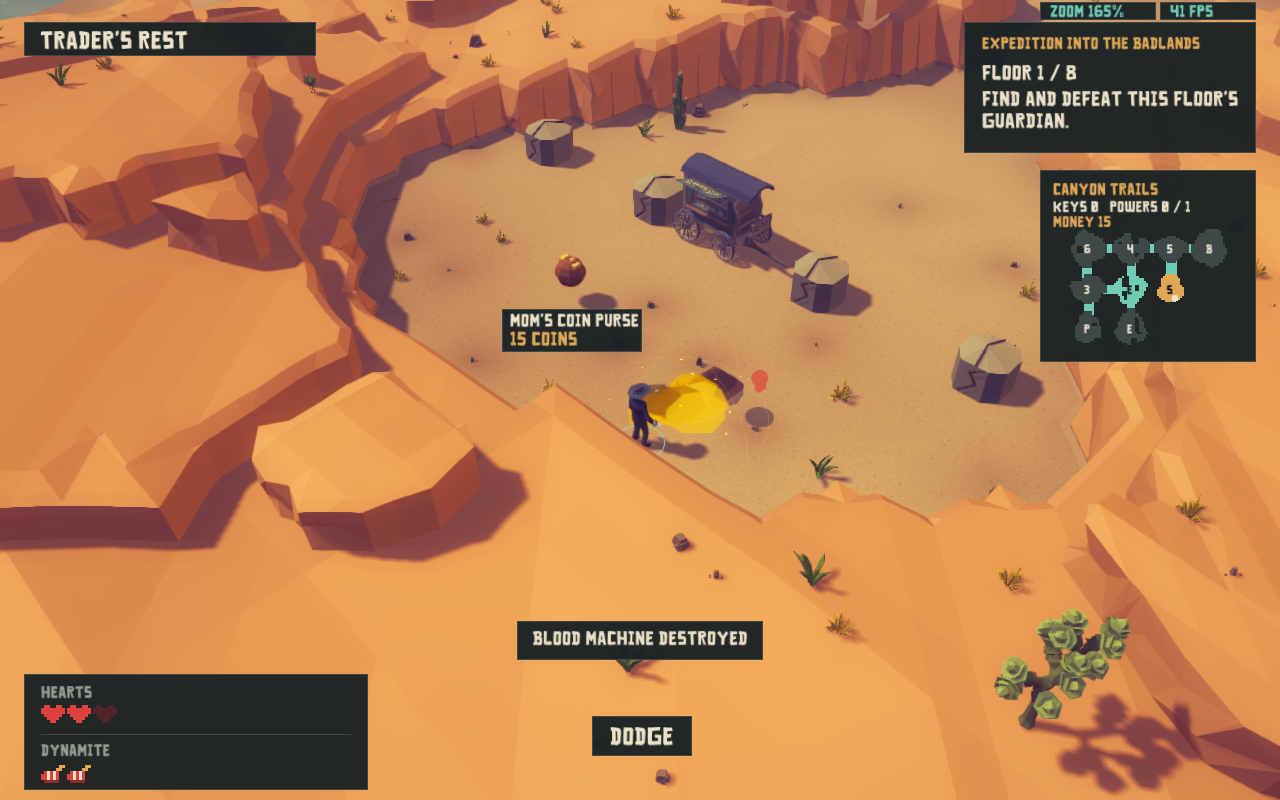 TRADER'S REST
ZOOM 165%
41 FPS
EXPEDITION INTO THE BADLANDS
FLOOR 1 / 8
FIND AND DEFEAT THIS FLOOR'S
GUARDIAN.
CANYON TRAILS
KEYS 0 POWERS 0 / 1
MONEY 15
6 4 5 B
3 S
P E
MOM'S COIN PURSE
15 COINS
BLOOD MACHINE DESTROYED
DODGE
HEARTS
DYNAMITE